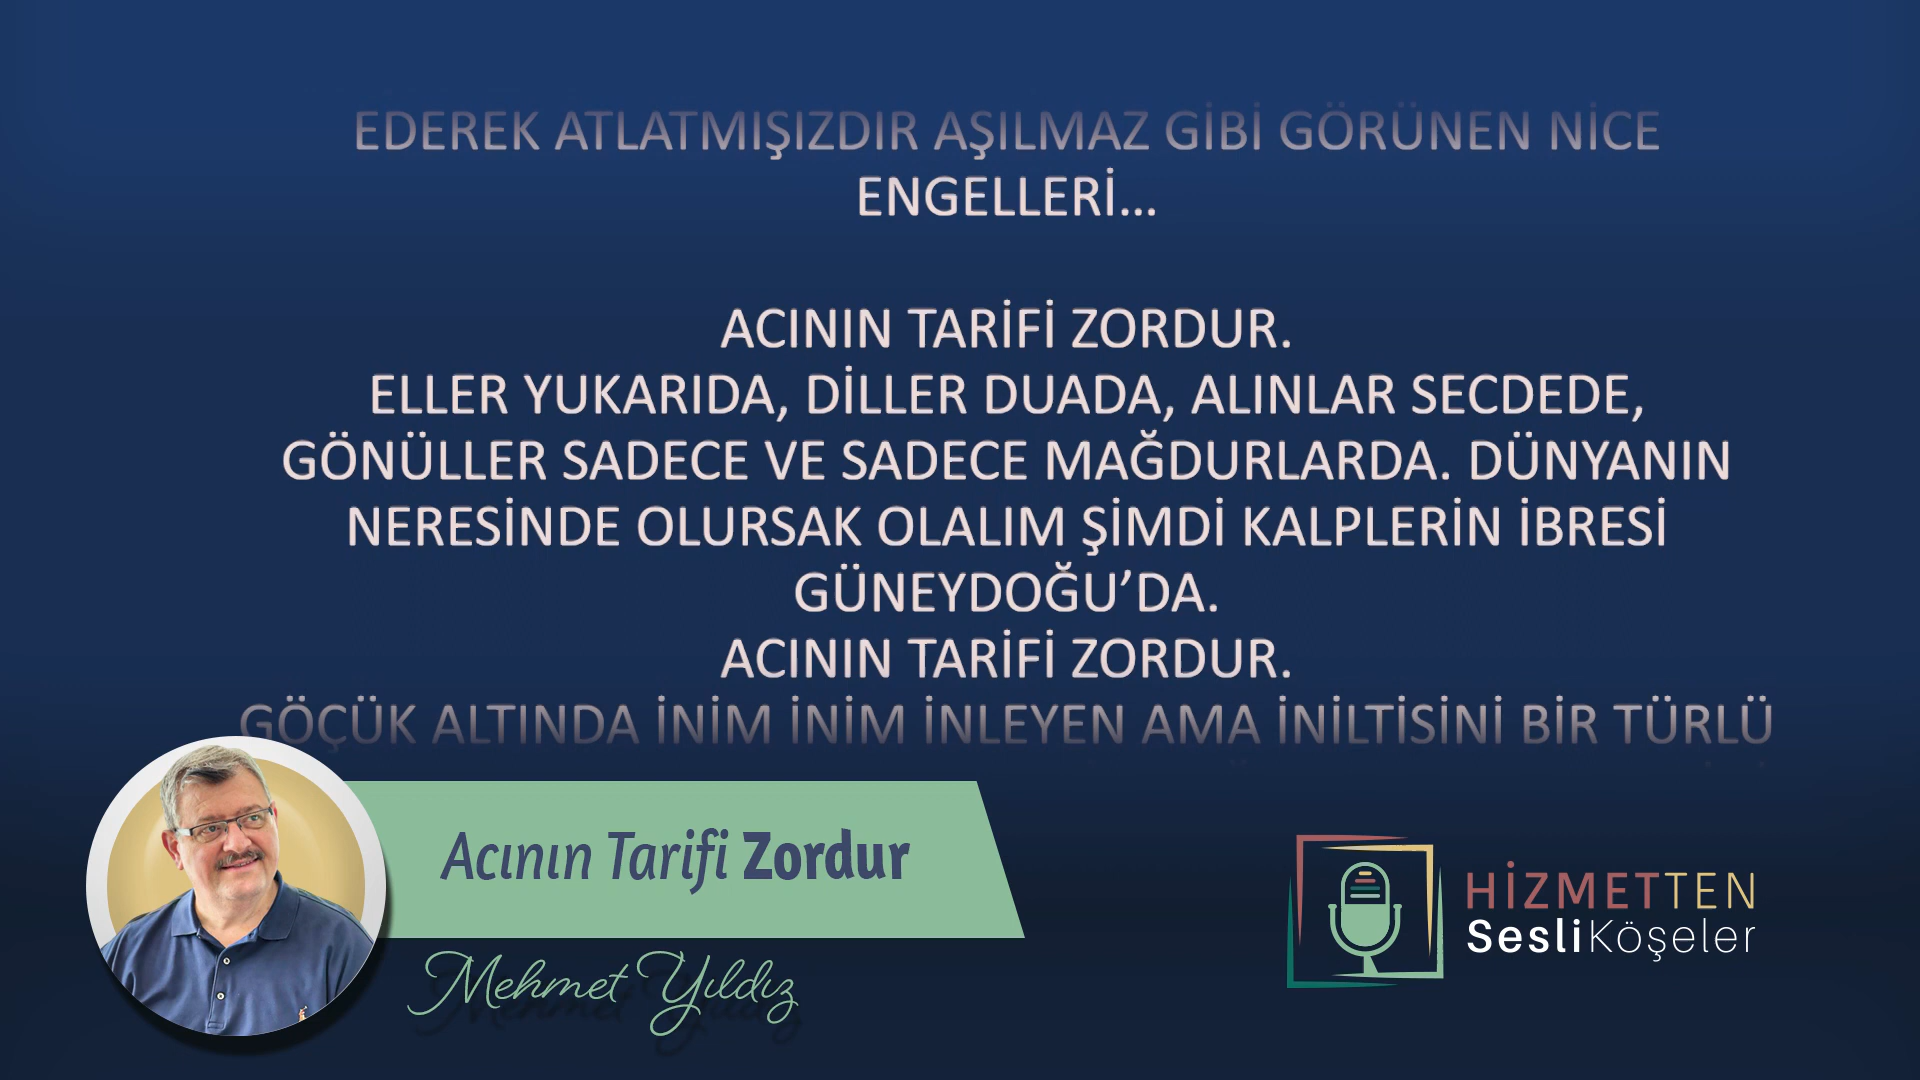 EDEREK ATLATMIŞIZDIR AŞILMAZ GİBİ GÖRÜNEN NİCE
ENGELLERİ…
ACININ TARİFİ ZORDUR.
ELLER YUKARIDA, DİLLER DUADA, ALINLAR SECDEDE,
GÖNÜLLER SADECE VE SADECE MAĞDURLARDA. DÜNYANIN
NERESİNDE OLURSAK OLALIM ŞİMDİ KALPLERİN İBRESİ
GÜNEYDOĞU’DA.
ACININ TARİFİ ZORDUR.
GÖÇÜK ALTINDA İNİM İNİM İNLEYEN AMA İNİLTİSİNİ BİR TÜRLÜ
Acının Tarifi Zordur
Mehmet Yıldız
HİZMETTEN
SesliKöşeler